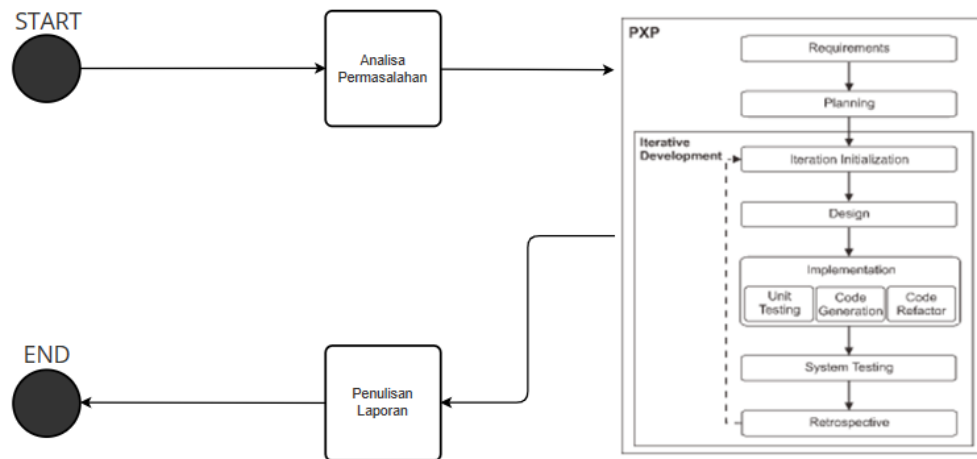 START
Analisa
Permasalahan
PXP
Requirements
Planning
Iterative
Development
Iteration Initialization
Design
Implementation
Unit
Testing
Code
Generation
Code
Refactor
System Testing
Retrospective
END
Penulisan
Laporan